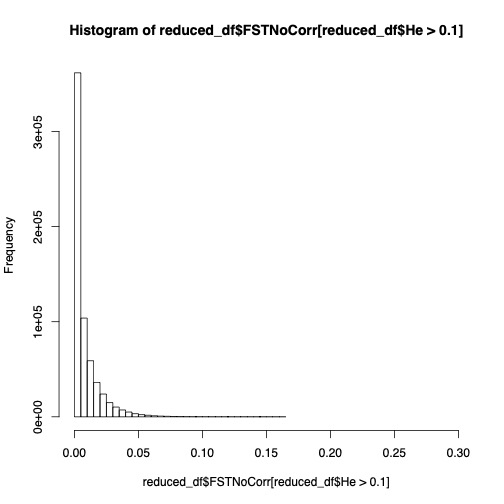 Histogram of reduced_df$FSTNoCorr[reduced_df$He > 0.1]
Frequency
3e+05
2e+05
1e+05
0e+00
0.00 0.05 0.10 0.15 0.20 0.25 0.30
reduced_df$FSTNoCorr[reduced_df$He > 0.1]